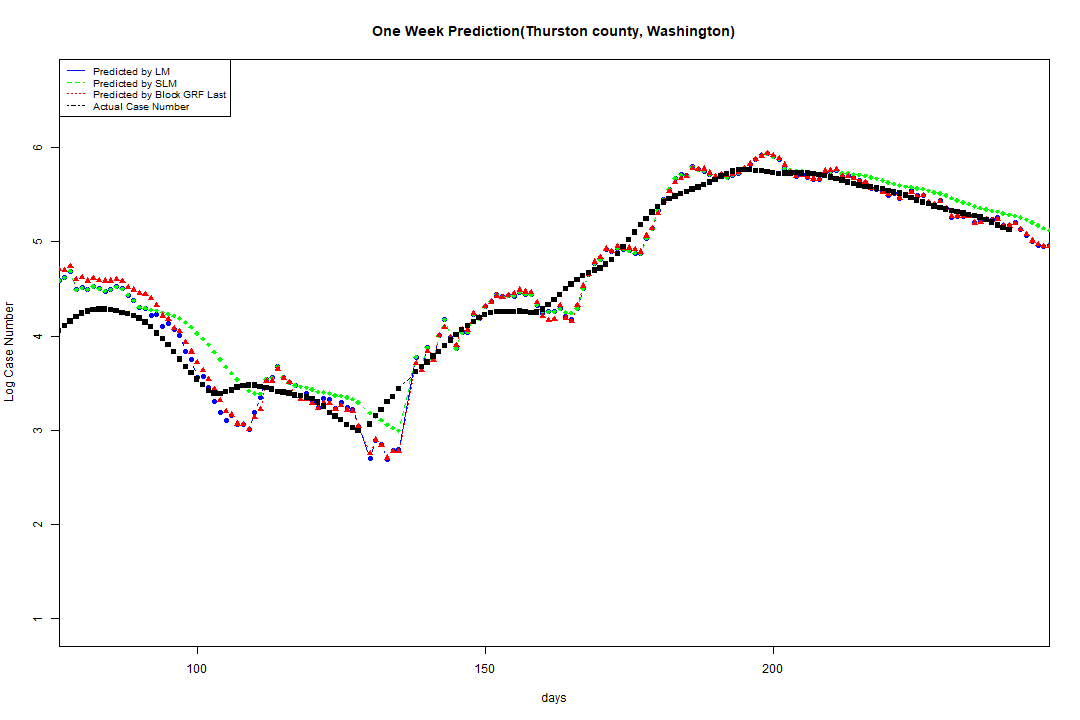 One Week Prediction(Thurston county, Washington)
Predicted by LM
Predicted by SLM
Predicted by Block GRF Last
Actual Case Number
6
5
4
3
2
1
Log Case Number
100 150 200
days